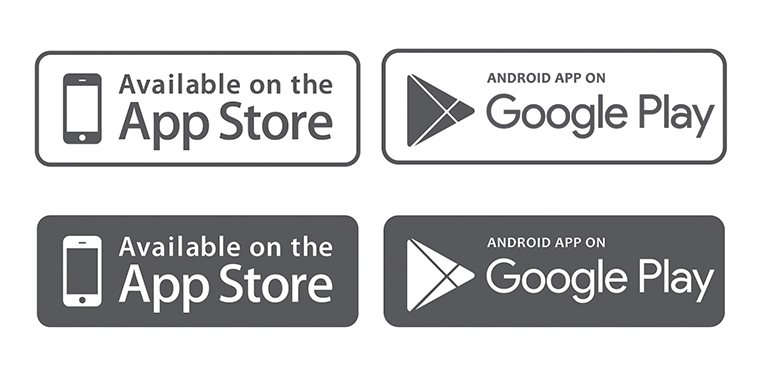 Available on the
App Store
ANDROID APP ON
Google Play
Available on the
App Store
ANDROID APP ON
Google Play